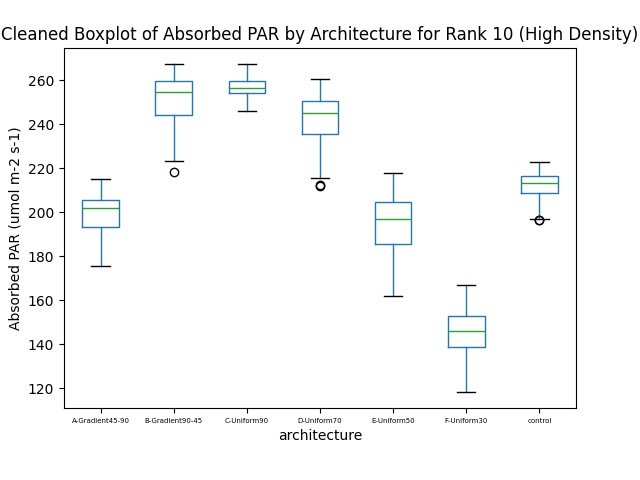 Cleaned Boxplot of Absorbed PAR by Architecture for Rank 10 (High Density)
Absorbed PAR (umol m-2 s-1)
260
240
220
200
180
160
140
120
A-Gradient45-90 B-Gradient90-45 C-Uniform90 D-Uniform70 E-Uniform50 F-Uniform30 control
architecture